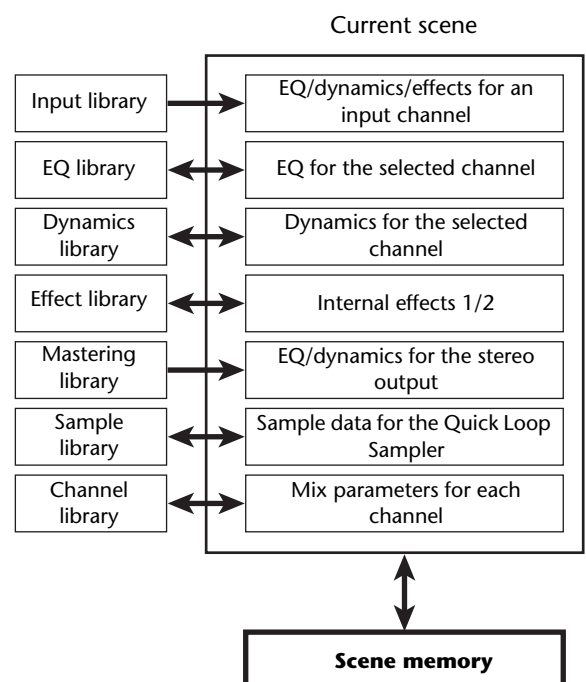 Current scene
Input library
EQ/dynamics/effects for an
input channel
EQ library
EQ for the selected channel
Dynamics
library
Dynamics for the selected
channel
Effect library
Internal effects 1/2
Mastering
library
EQ/dynamics for the stereo
output
Sample
library
Sample data for the Quick Loop
Sampler
Channel
library
Mix parameters for each
channel
Scene memory